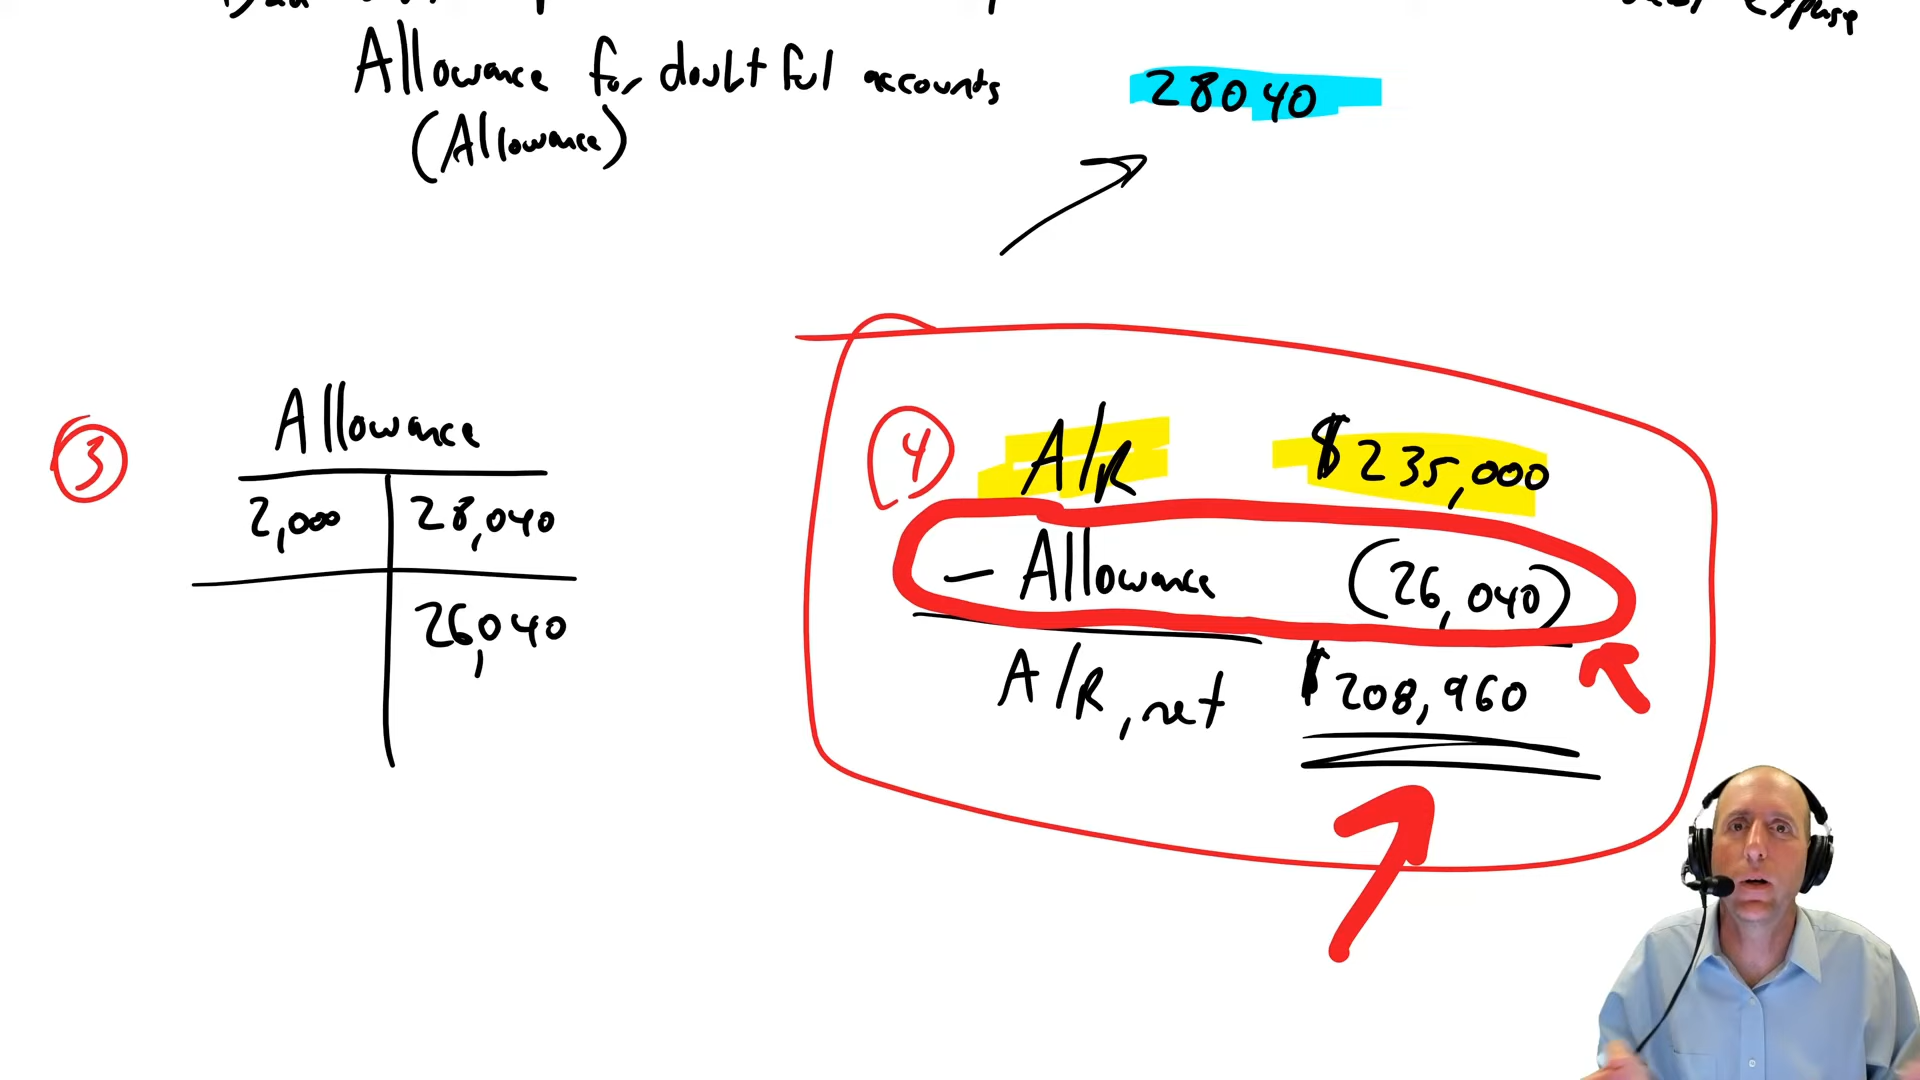 expense
Allowance for doubtful accounts 28040
(Allowance)
3
Allowance
2,000 28,040
26,040
4
A/R $235,000
- Allowance (26,040)
A/R, net $208,960